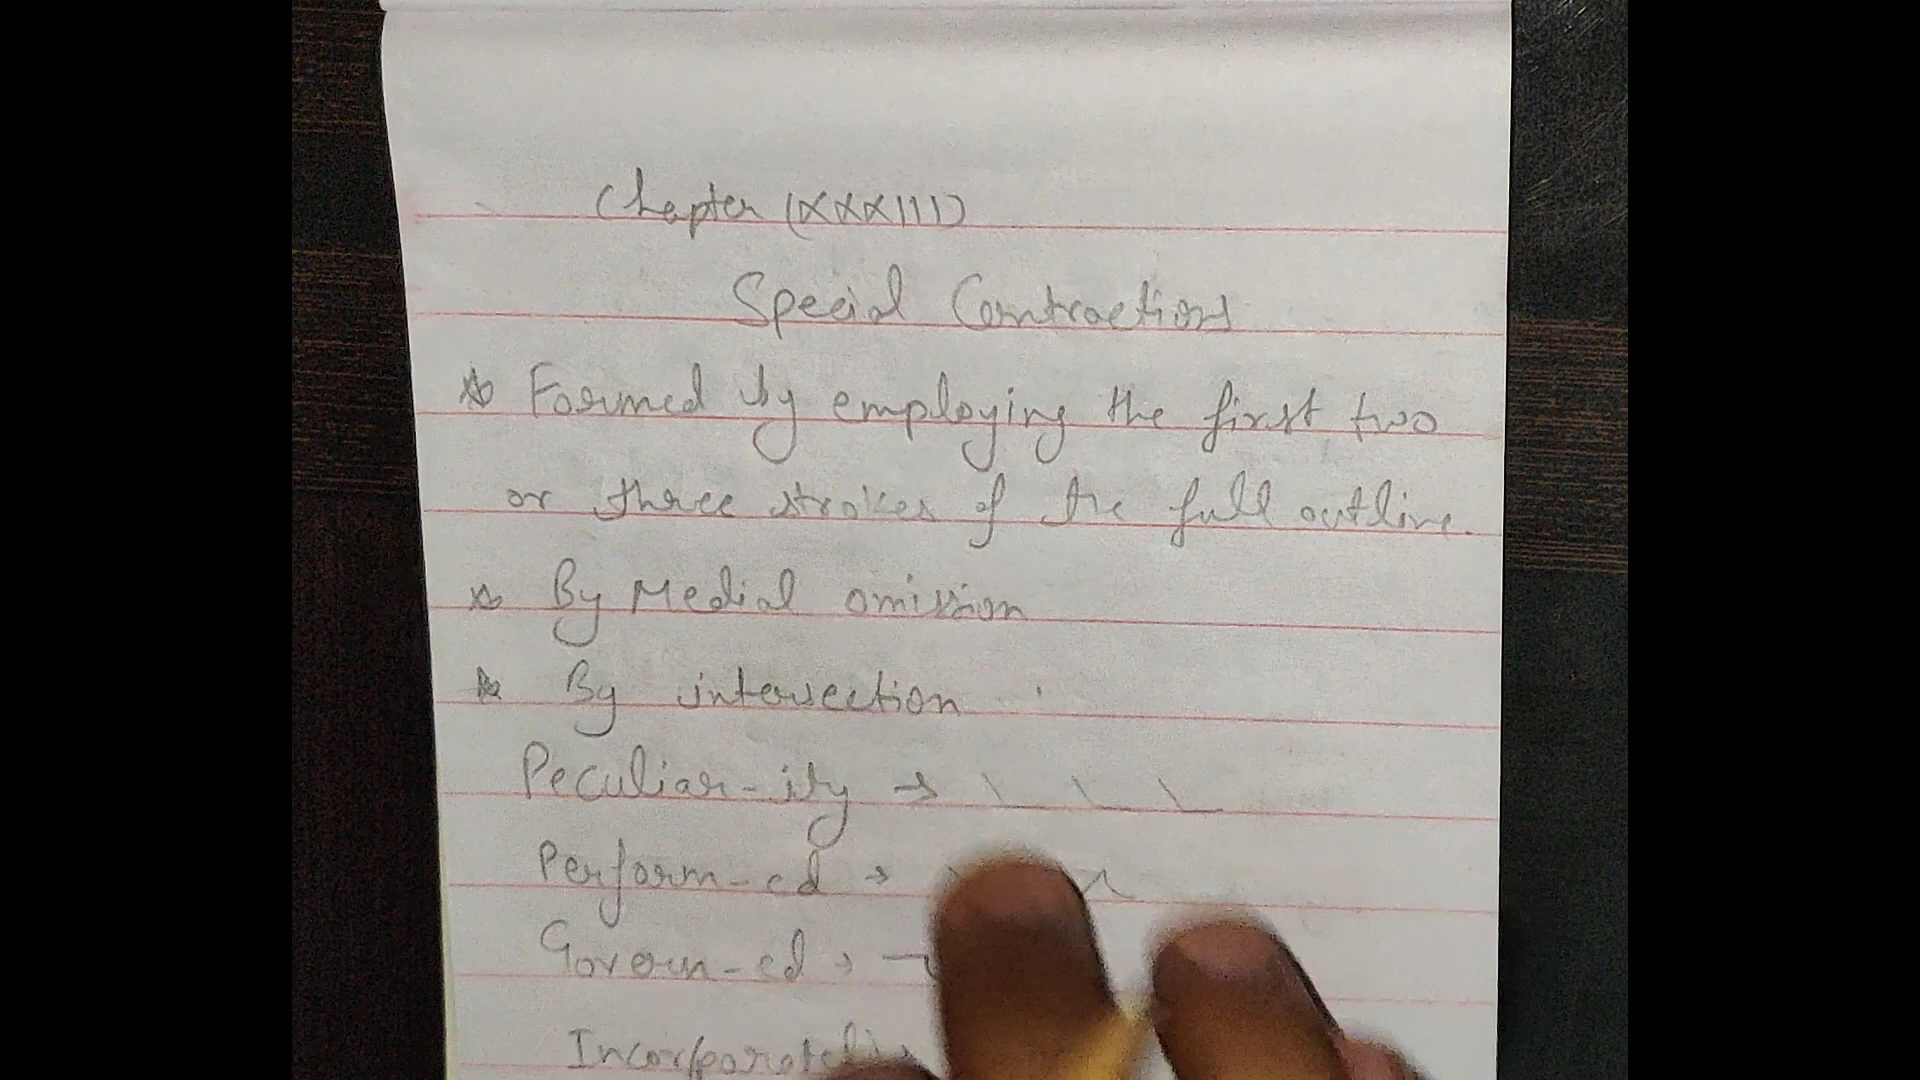 Chapter (XXXIII)
Special Contractions
Formed by employing the first two
or three strokes of the full outline.
By Medial omission
By intersection
Peculiar-ity →
Perform-ed →
Govern-ed →